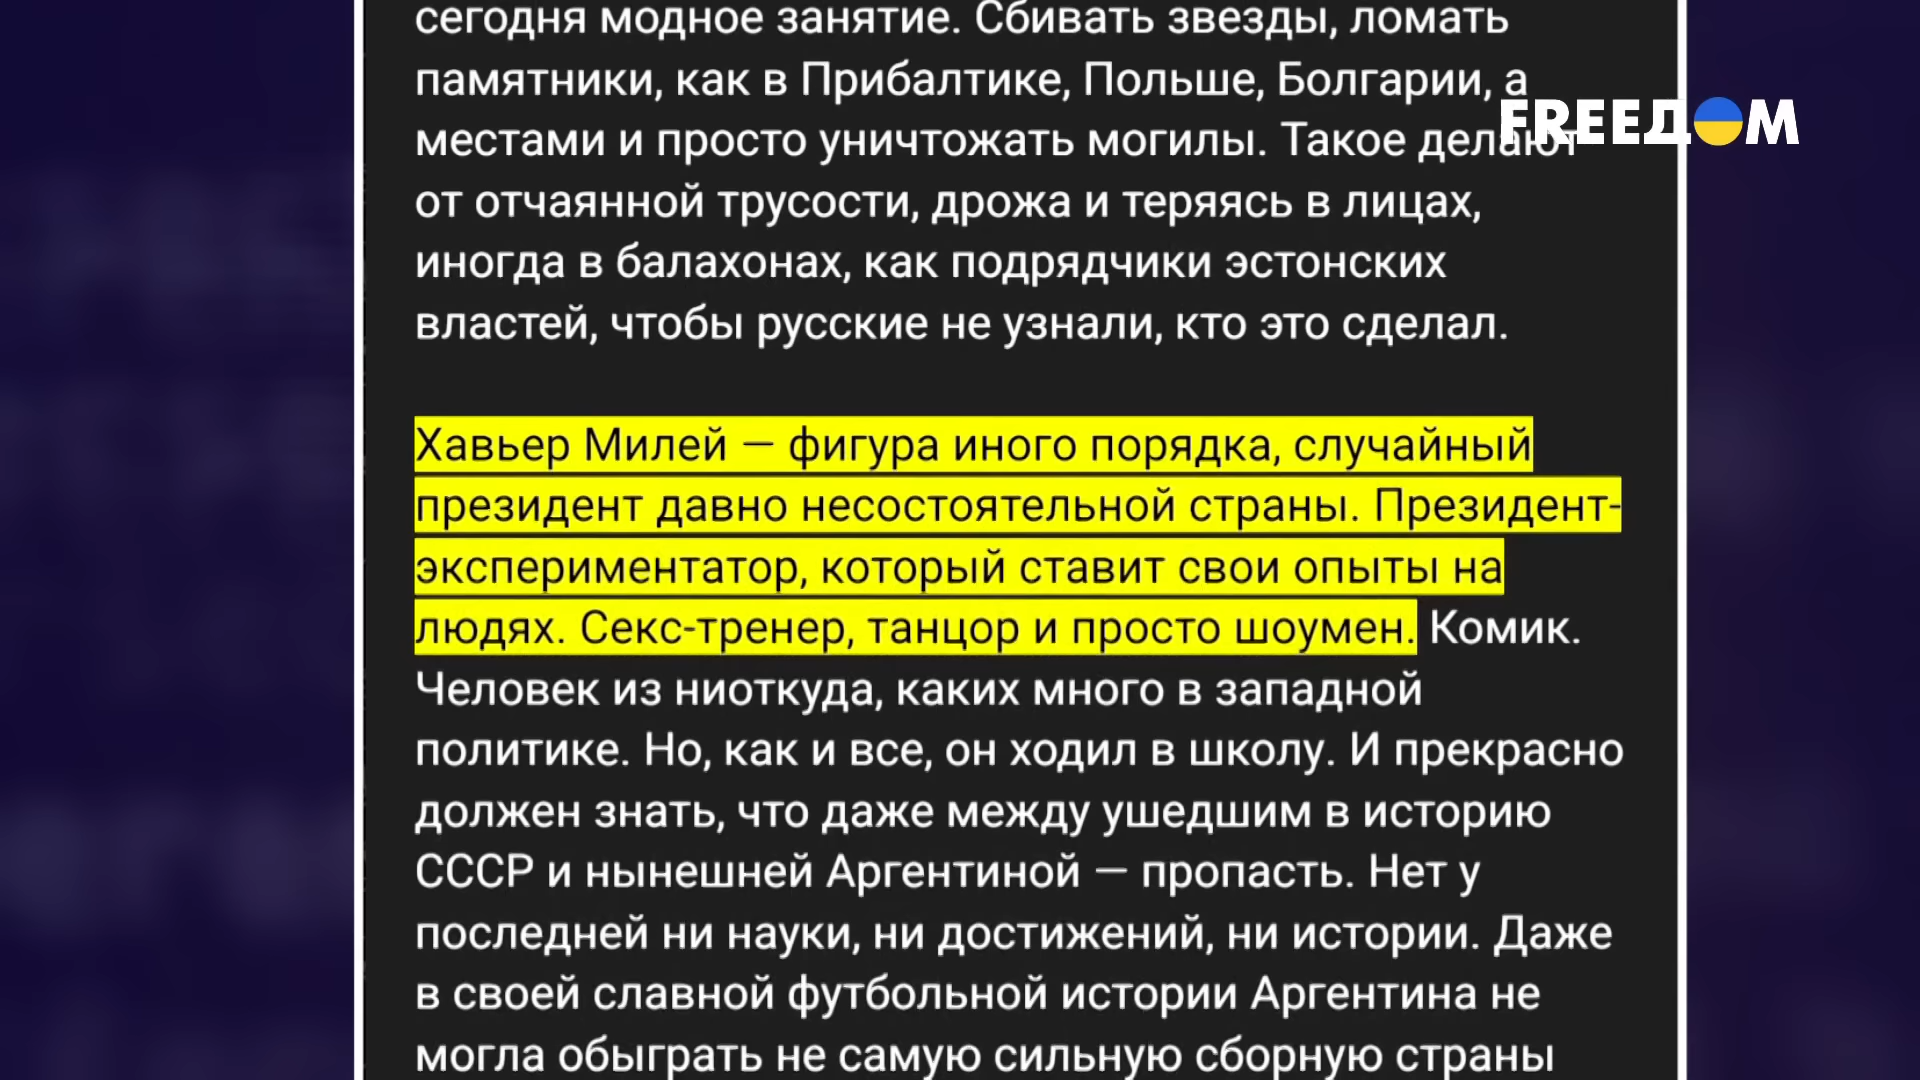 сегодня модное занятие. Сбивать звезды, ломать
памятники, как в Прибалтике, Польше, Болгарии, а
FREEДOM
местами и просто уничтожать могилы. Такое делают
от отчаянной трусости, дрожа и теряясь в лицах,
иногда в балахонах, как подрядчики эстонских
властей, чтобы русские не узнали, кто это сделал.
Хавьер Милей — фигура иного порядка, случайный
президент давно несостоятельной страны. Президент-
экспериментатор, который ставит свои опыты на
людях. Секс-тренер, танцор и просто шоумен. Комик.
Человек из ниоткуда, каких много в западной
политике. Но, как и все, он ходил в школу. И прекрасно
должен знать, что даже между ушедшим в историю
СССР и нынешней Аргентиной — пропасть. Нет у
последней ни науки, ни достижений, ни истории. Даже
в своей славной футбольной истории Аргентина не
могла обыграть не самую сильную сборную страны